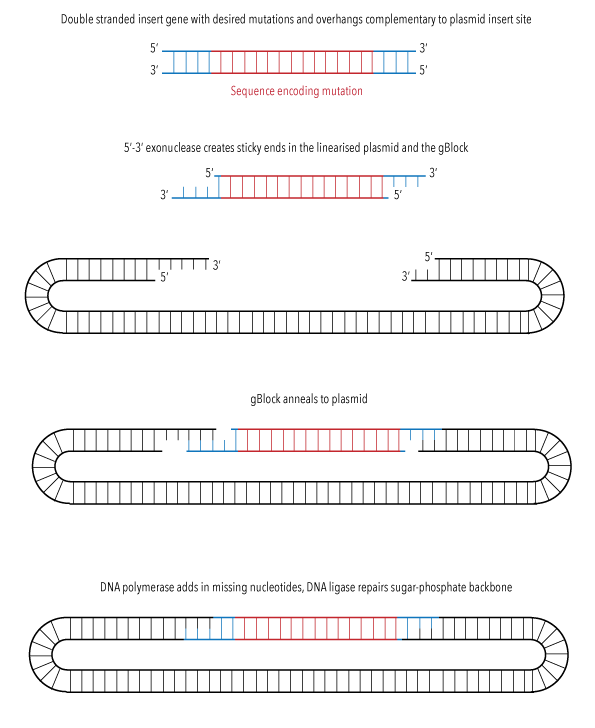 Double stranded insert gene with desired mutations and overhangs complementary to plasmid insert site
5′ 3′
3′ 5′
Sequence encoding mutation
5′-3′ exonuclease creates sticky ends in the linearised plasmid and the gBlock
5′ 3′
3′ 5′
5′
3′
3′
5′
gBlock anneals to plasmid
DNA polymerase adds in missing nucleotides, DNA ligase repairs sugar-phosphate backbone